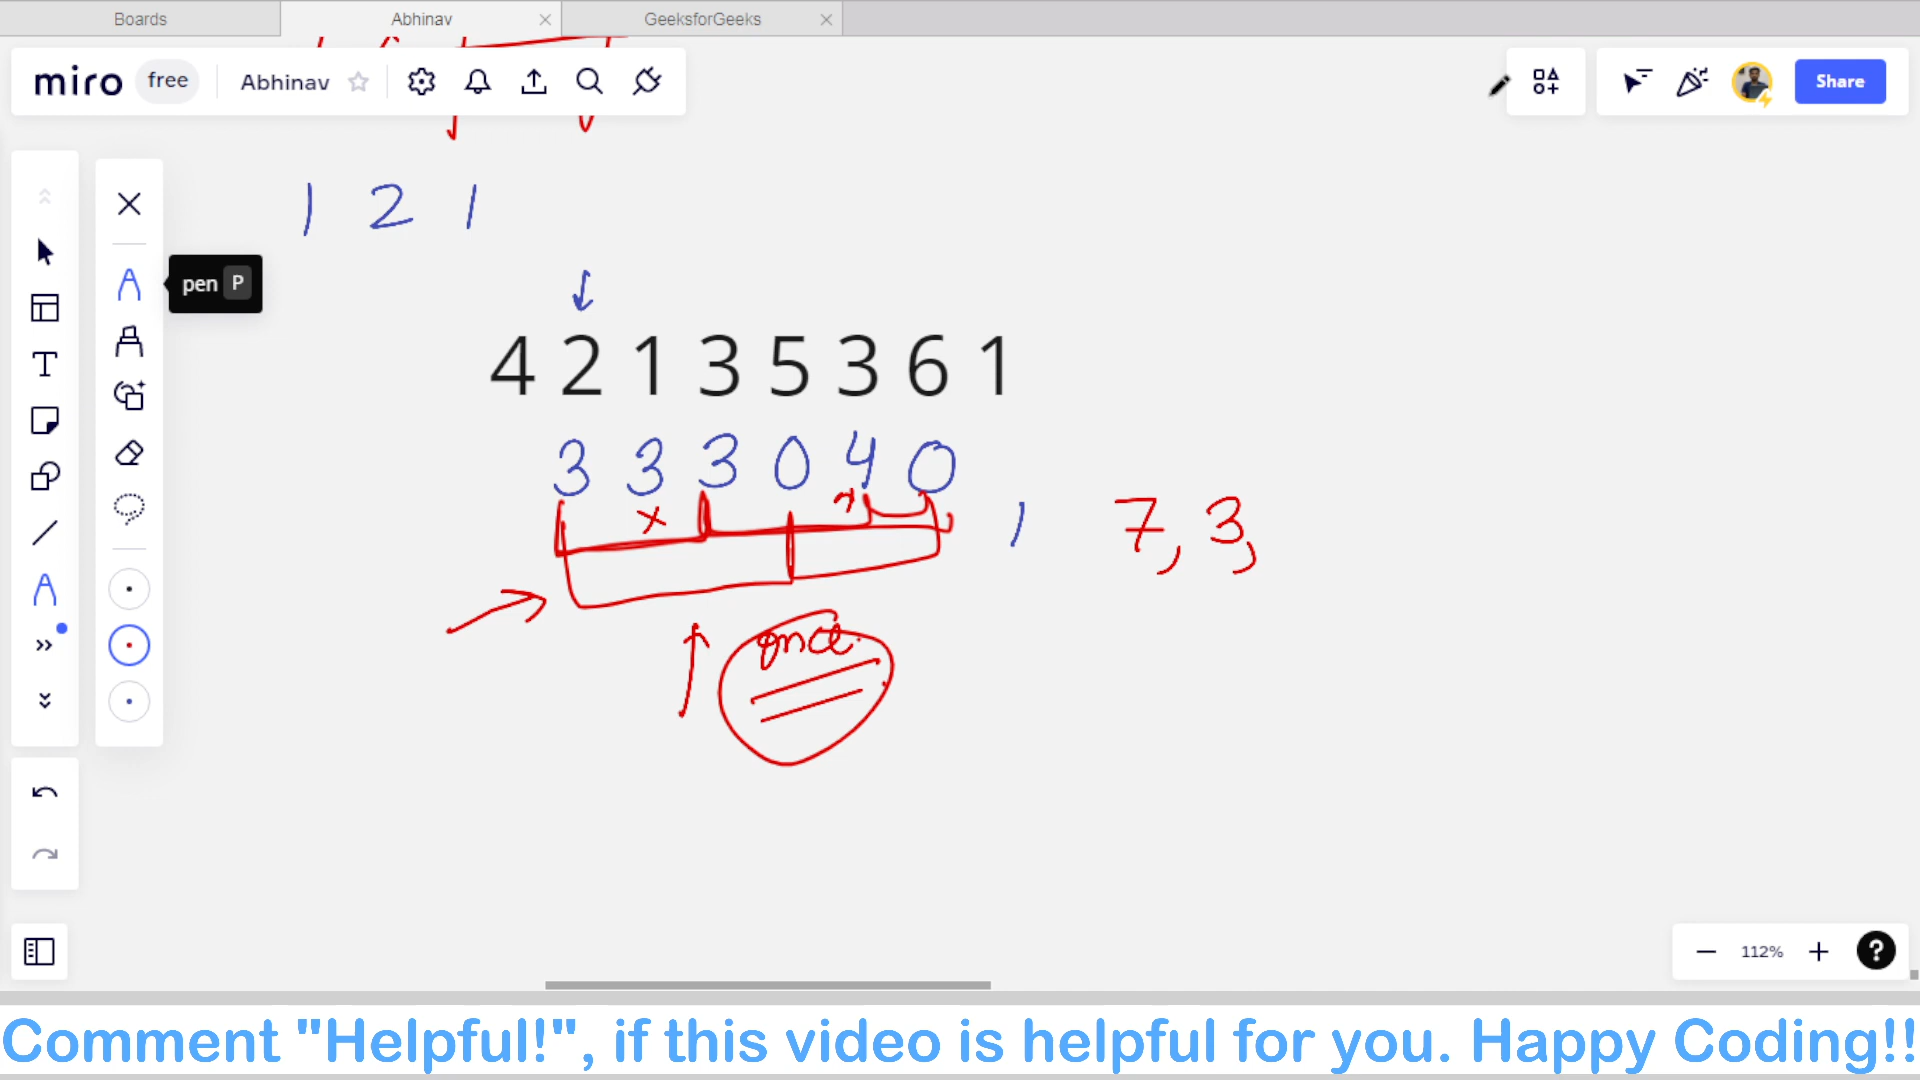 Boards Abhinav GeeksforGeeks
miro free Abhinav Share
1 2 1
pen P
4 2 1 3 5 3 6 1
3 3 3 0 4 0
1 7, 3,
once
112%
Comment "Helpful!", if this video is helpful for you. Happy Coding!!